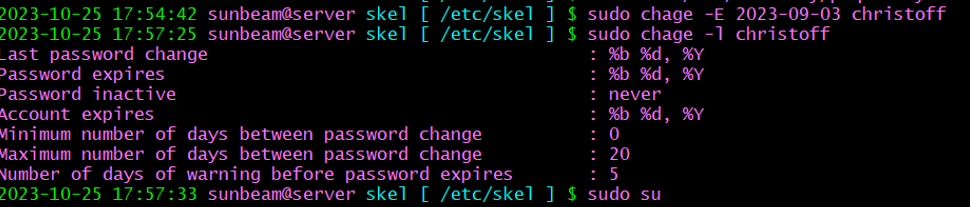 2023-10-25 17:54:42 sunbeam@server skel [ /etc/skel ] $ sudo chage -E 2023-09-03 christoff
2023-10-25 17:57:25 sunbeam@server skel [ /etc/skel ] $ sudo chage -l christoff
Last password change : %b %d, %Y
Password expires : %b %d, %Y
Password inactive : never
Account expires : %b %d, %Y
Minimum number of days between password change : 0
Maximum number of days between password change : 20
Number of days of warning before password expires : 5
2023-10-25 17:57:33 sunbeam@server skel [ /etc/skel ] $ sudo su